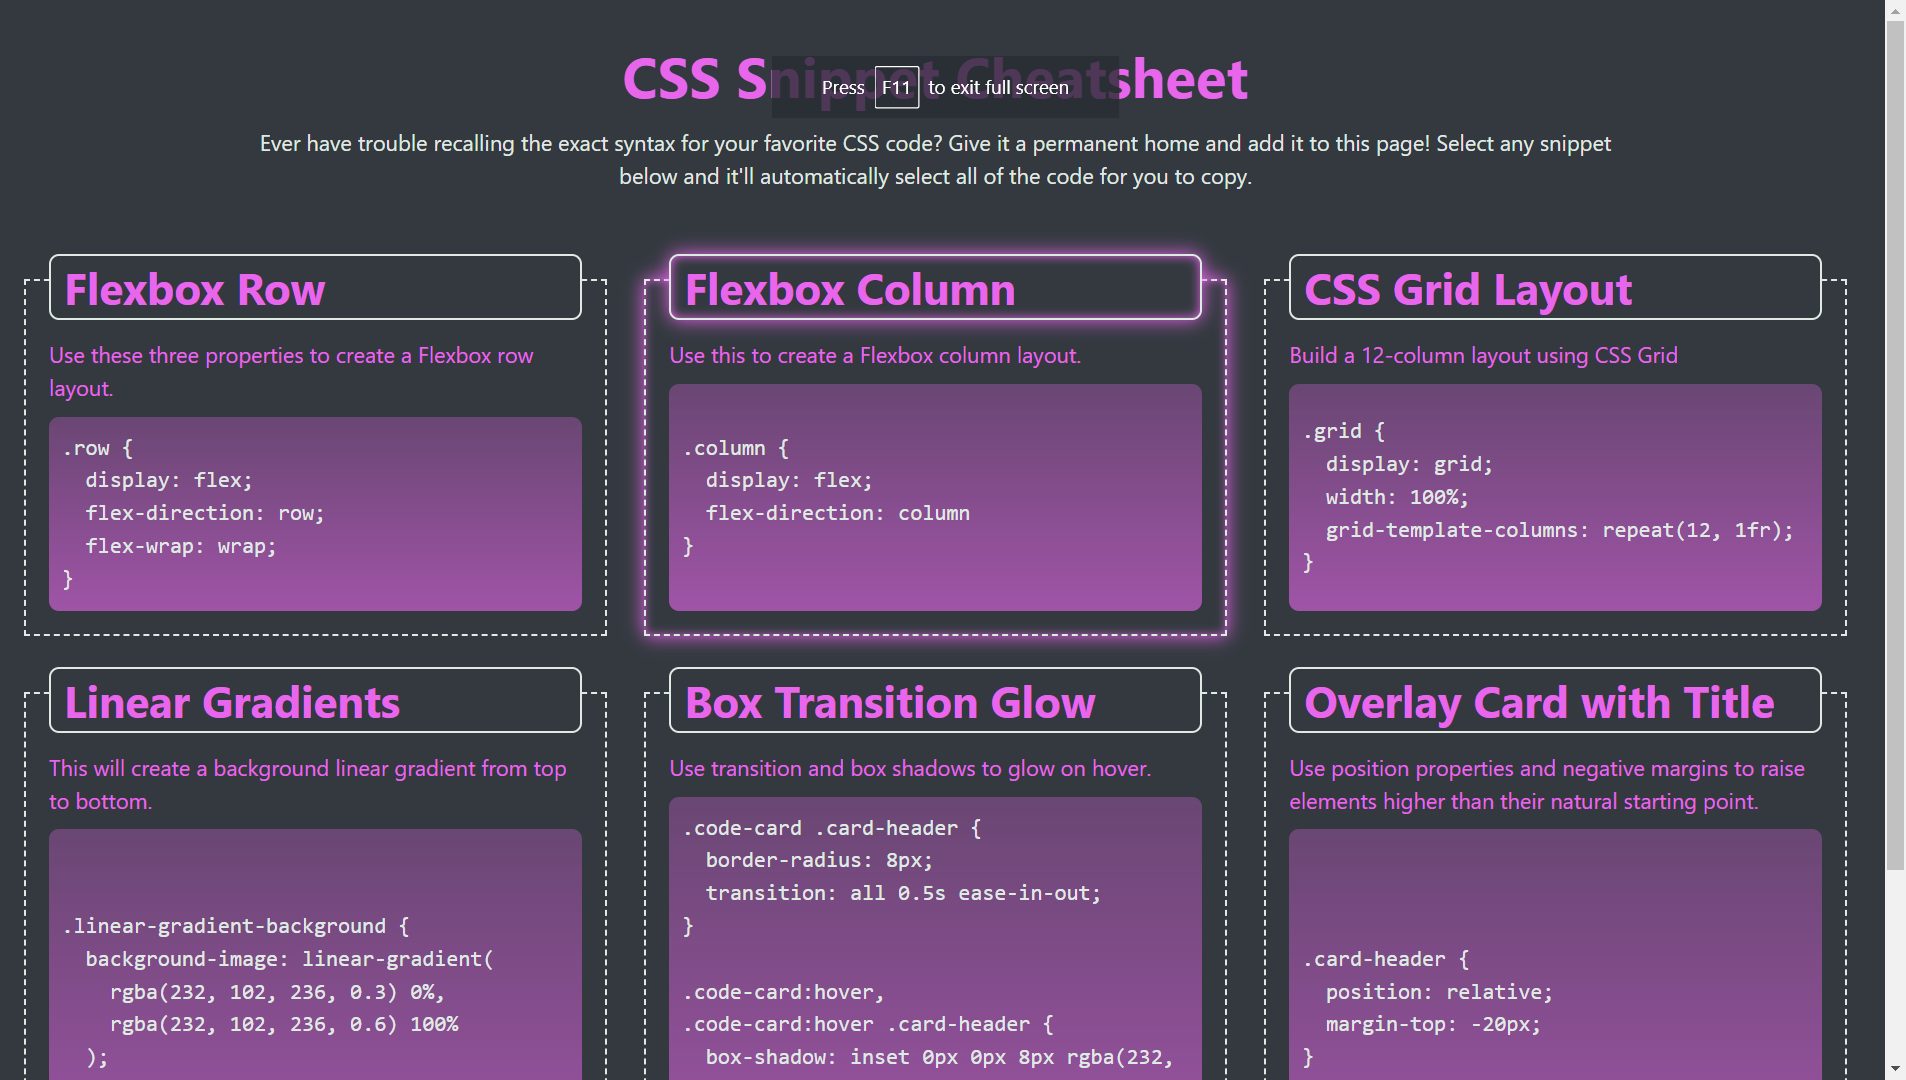 CSS Snippet Cheatsheet
Press F11 to exit full screen
Ever have trouble recalling the exact syntax for your favorite CSS code? Give it a permanent home and add it to this page! Select any snippet
below and it'll automatically select all of the code for you to copy.
Flexbox Row
Use these three properties to create a Flexbox row
layout.
.row {
  display: flex;
  flex-direction: row;
  flex-wrap: wrap;
}
Flexbox Column
Use this to create a Flexbox column layout.
.column {
  display: flex;
  flex-direction: column
}
CSS Grid Layout
Build a 12-column layout using CSS Grid
.grid {
  display: grid;
  width: 100%;
  grid-template-columns: repeat(12, 1fr);
}
Linear Gradients
This will create a background linear gradient from top
to bottom.
.linear-gradient-background {
  background-image: linear-gradient(
    rgba(232, 102, 236, 0.3) 0%,
    rgba(232, 102, 236, 0.6) 100%
  );
Box Transition Glow
Use transition and box shadows to glow on hover.
.code-card .card-header {
  border-radius: 8px;
  transition: all 0.5s ease-in-out;
}
.code-card:hover,
.code-card:hover .card-header {
  box-shadow: inset 0px 0px 8px rgba(232,
Overlay Card with Title
Use position properties and negative margins to raise
elements higher than their natural starting point.
.card-header {
  position: relative;
  margin-top: -20px;
}